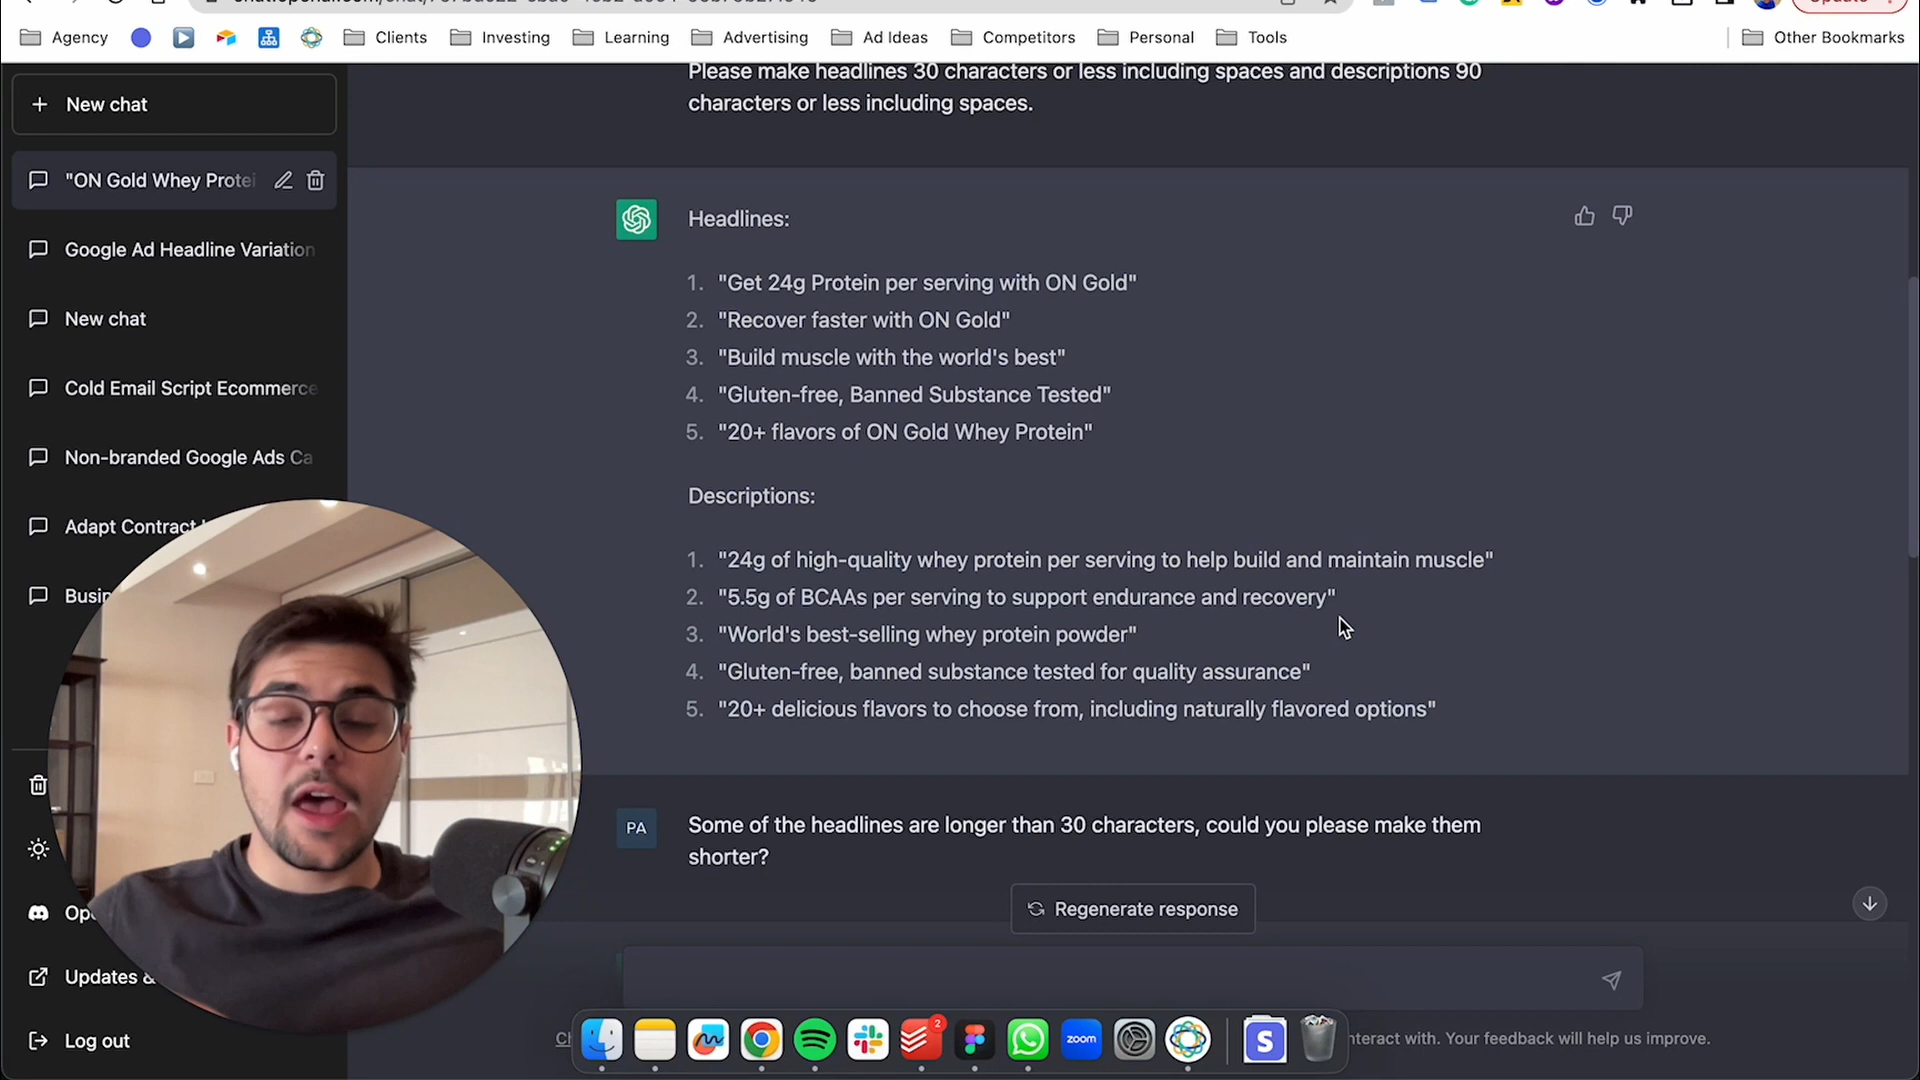 Agency
Clients
Investing
Learning
Advertising
Ad Ideas
Competitors
Personal
Tools
Other Bookmarks
New chat
"ON Gold Whey Protei
Google Ad Headline Variation
New chat
Cold Email Script Ecommerce
Non-branded Google Ads Ca
Adapt Contract
Busin
Updates &
Log out
Please make headlines 30 characters or less including spaces and descriptions 90
characters or less including spaces.
Headlines:
1. "Get 24g Protein per serving with ON Gold"
2. "Recover faster with ON Gold"
3. "Build muscle with the world's best"
4. "Gluten-free, Banned Substance Tested"
5. "20+ flavors of ON Gold Whey Protein"
Descriptions:
1. "24g of high-quality whey protein per serving to help build and maintain muscle"
2. "5.5g of BCAAs per serving to support endurance and recovery"
3. "World's best-selling whey protein powder"
4. "Gluten-free, banned substance tested for quality assurance"
5. "20+ delicious flavors to choose from, including naturally flavored options"
PA
Some of the headlines are longer than 30 characters, could you please make them
shorter?
Regenerate response
2
zoom
S
nteract with. Your feedback will help us improve.